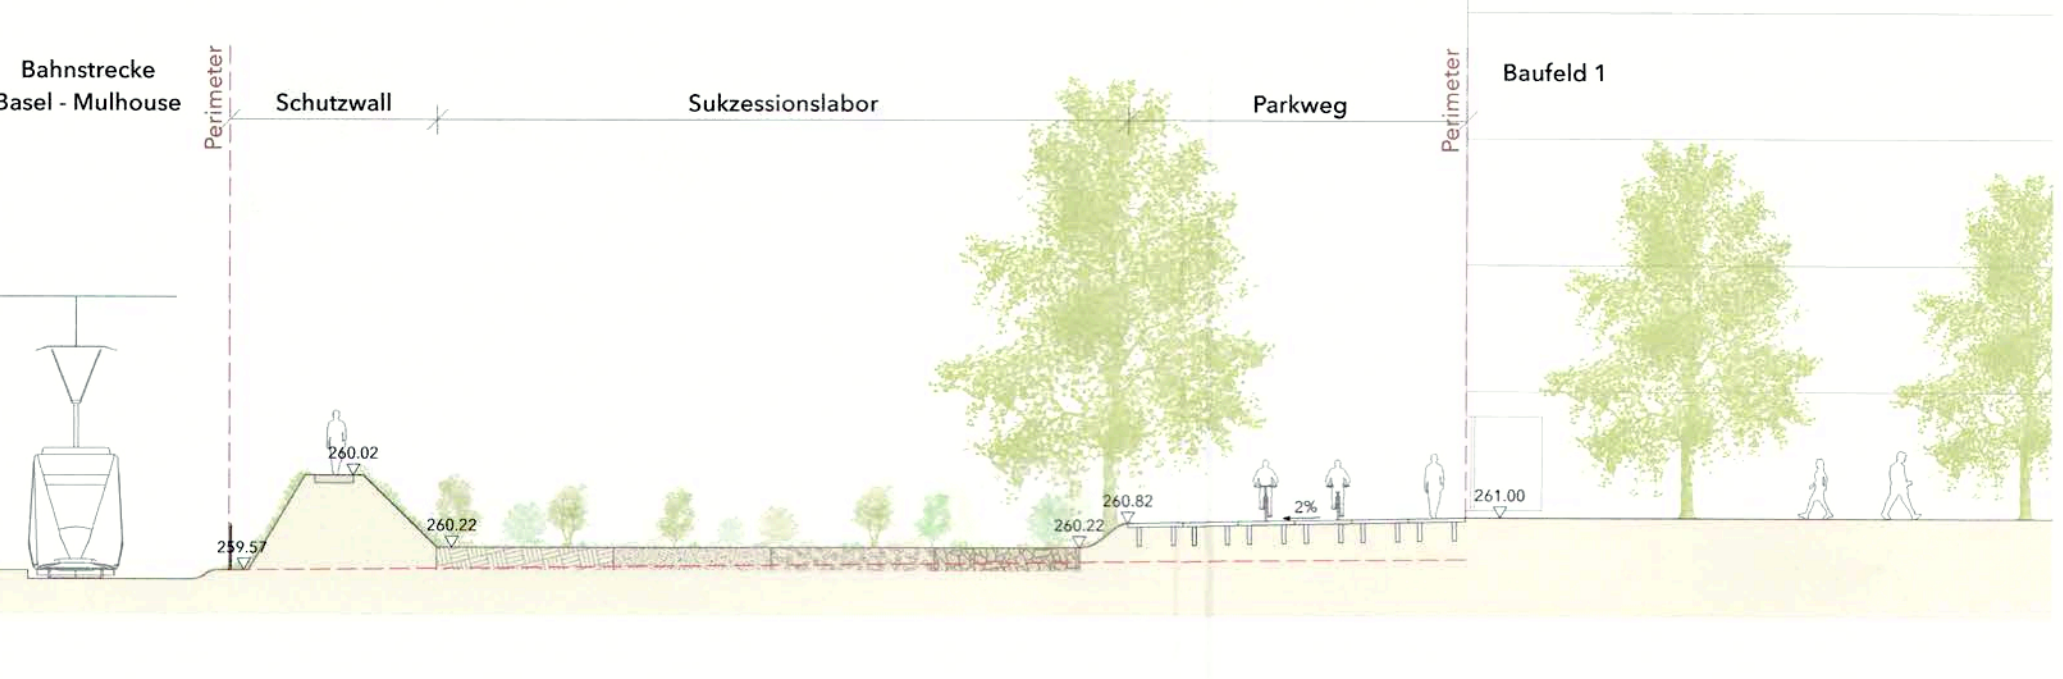 Bahnstrecke
Basel - Mulhouse
Perimeter
Schutzwall
Sukzessionslabor
Parkweg
Perimeter
Baufeld 1
260.02
259.57
260.22
260.22
260.82
2%
261.00